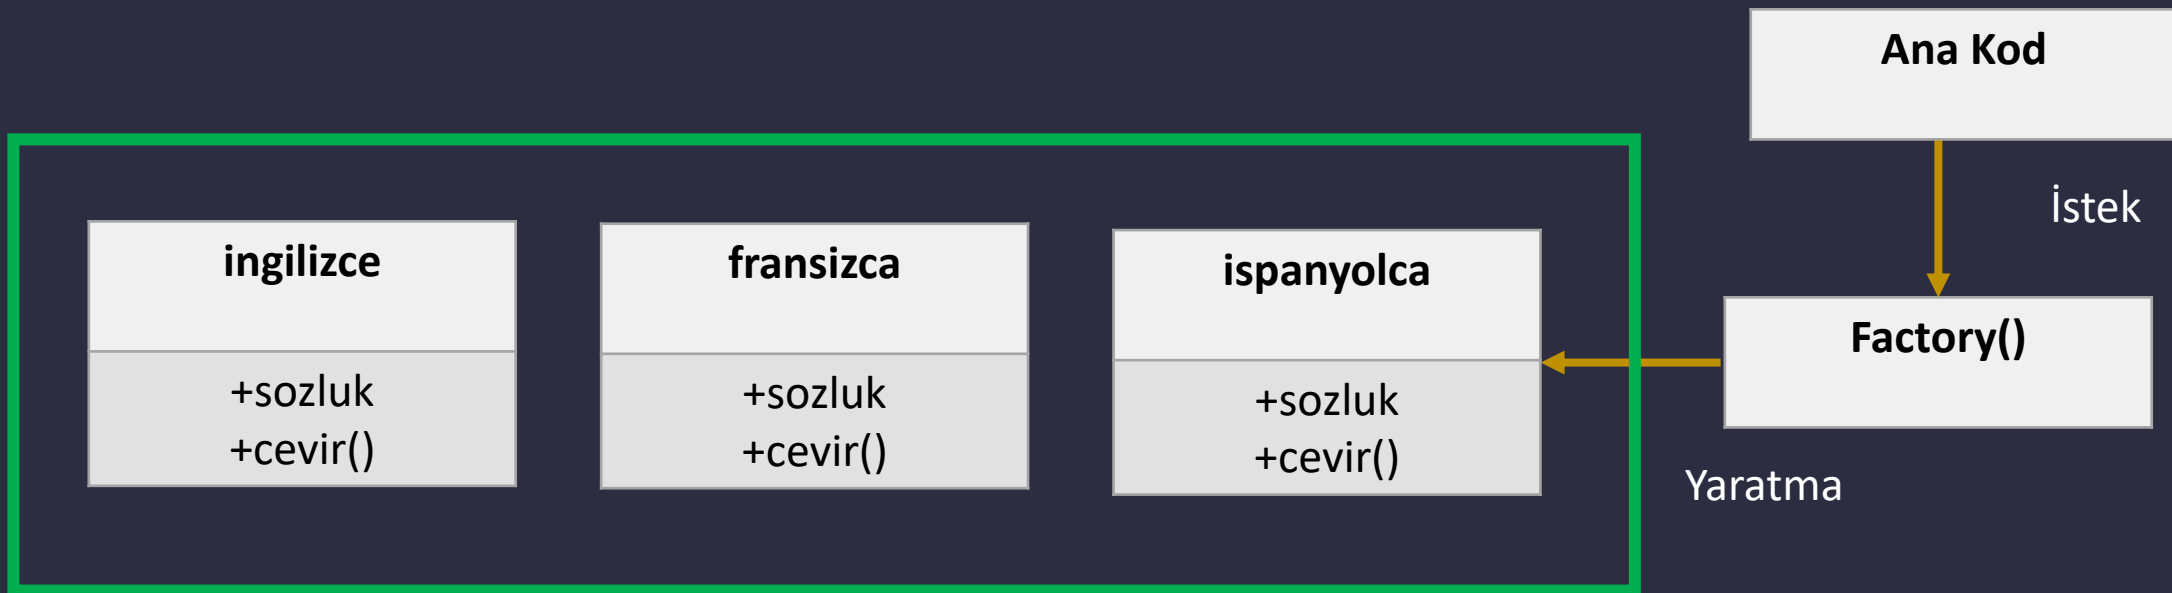 Ana Kod
İstek
ingilizce
+sozluk
+cevir()
fransizca
+sozluk
+cevir()
ispanyolca
+sozluk
+cevir()
Factory()
Yaratma